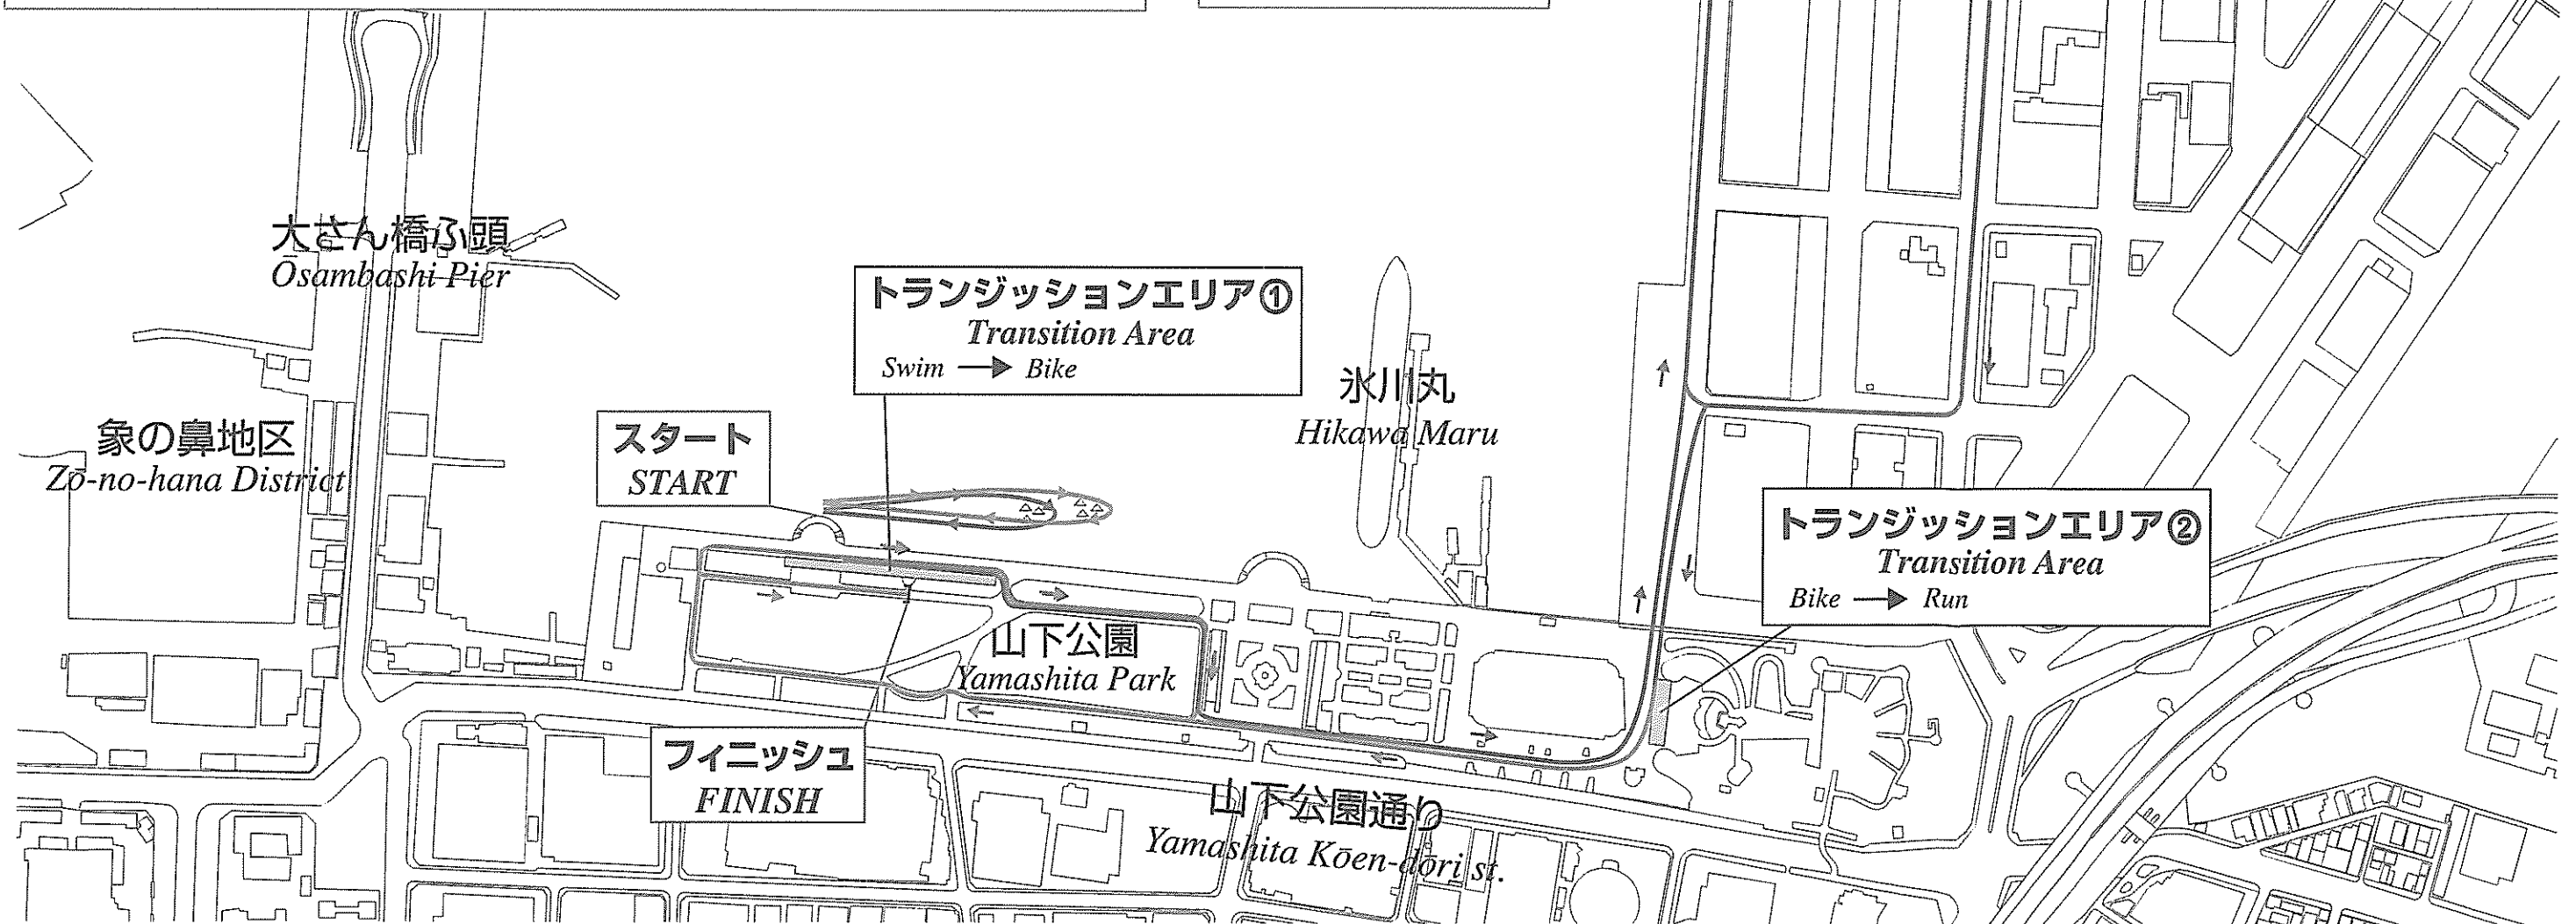 大さん橋ふ頭
Ōsambashi Pier
トランジッションエリア①
Transition Area
Swim → Bike
氷川丸
Hikawa Maru
スタート
START
象の鼻地区
Zō-no-hana District
トランジッションエリア②
Transition Area
Bike → Run
山下公園
Yamashita Park
フィニッシュ
FINISH
山下公園通り
Yamashita Kōen-dōri st.